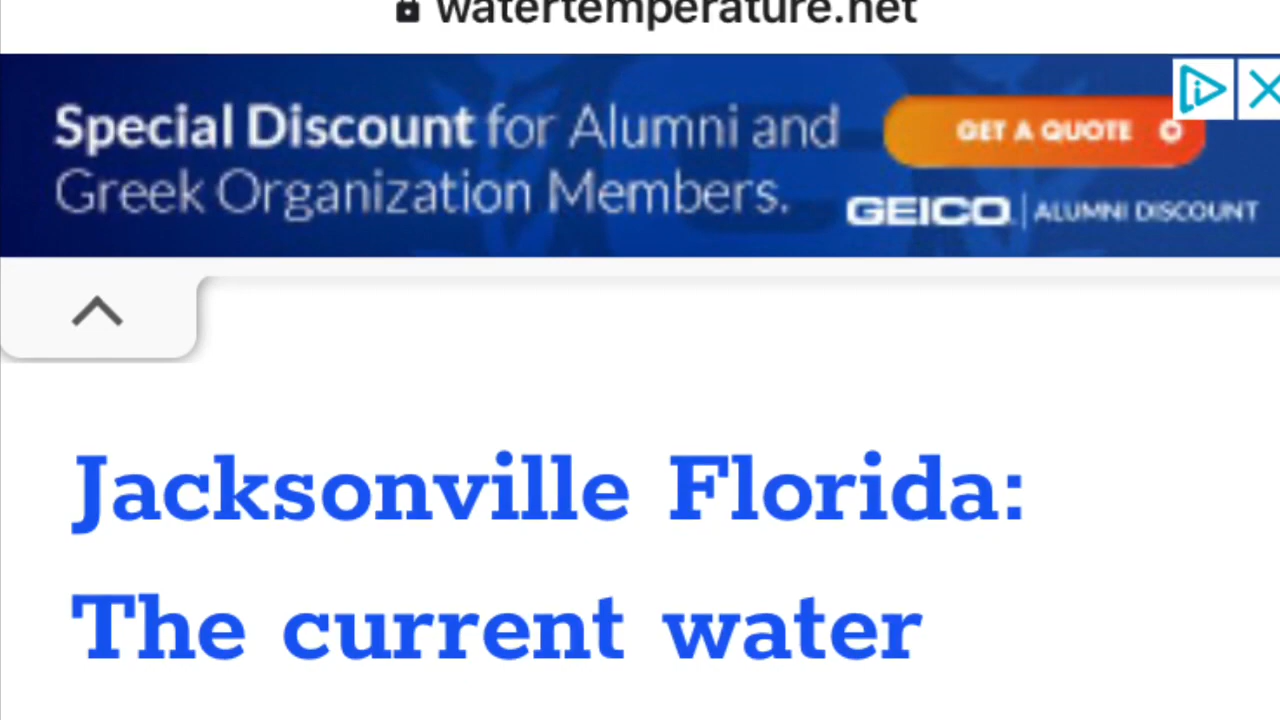 watertemperature.net
Special Discount for Alumni and
Greek Organization Members.
GET A QUOTE
GEICO | ALUMNI DISCOUNT
Jacksonville Florida:
The current water